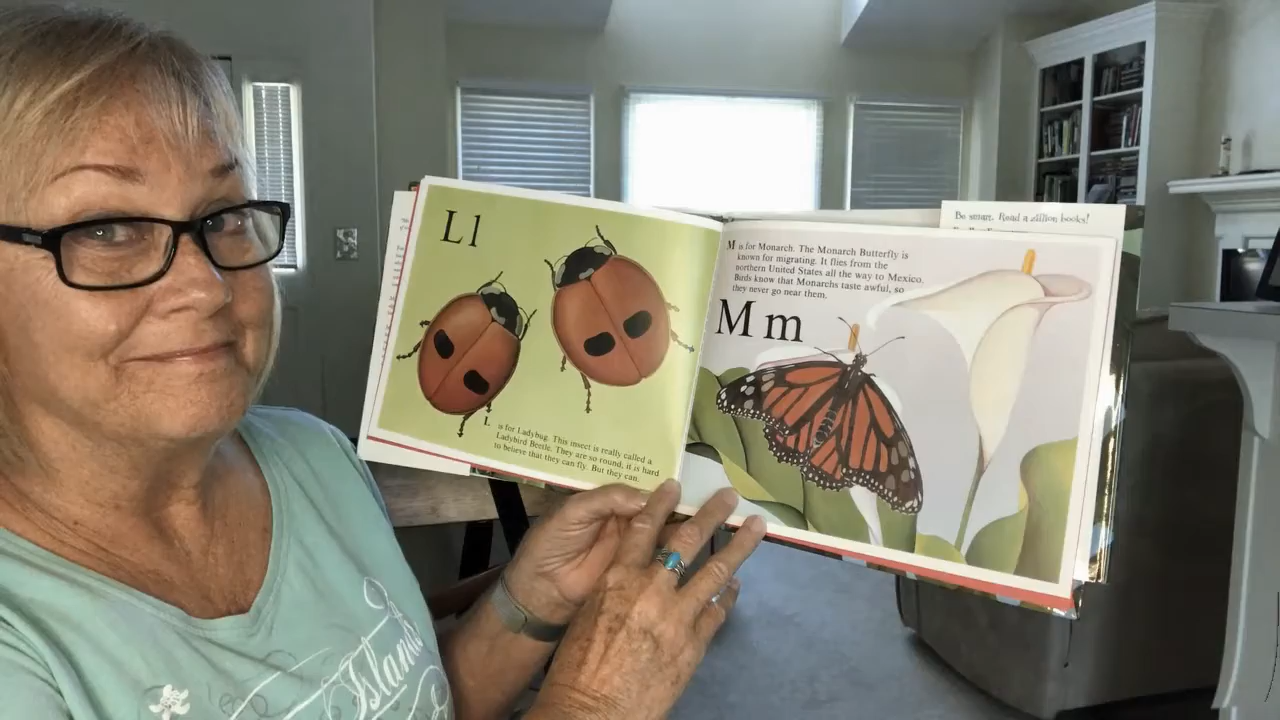 Ll
L is for Ladybug. This insect is really called a
Ladybird Beetle. They are so round, it is hard
to believe that they can fly. But they can.
Be smart. Read a zillion books!
M is for Monarch. The Monarch Butterfly is
known for migrating. It flies from the
northern United States all the way to Mexico.
Birds know that Monarchs taste awful, so
they never go near them.
Mm
Island